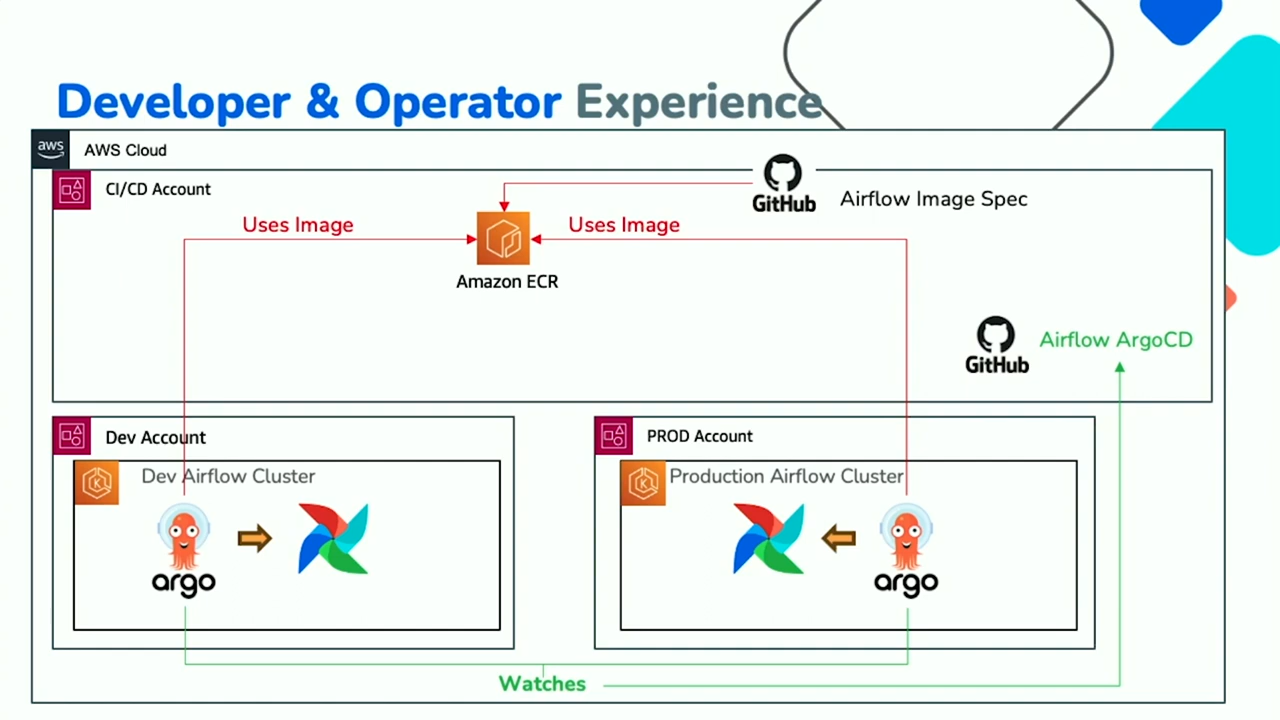 Developer & Operator Experience
aws
AWS Cloud
CI/CD Account
GitHub
Airflow Image Spec
Uses Image
Uses Image
Amazon ECR
GitHub
Airflow ArgoCD
Dev Account
PROD Account
K
Dev Airflow Cluster
K
Production Airflow Cluster
argo
argo
Watches